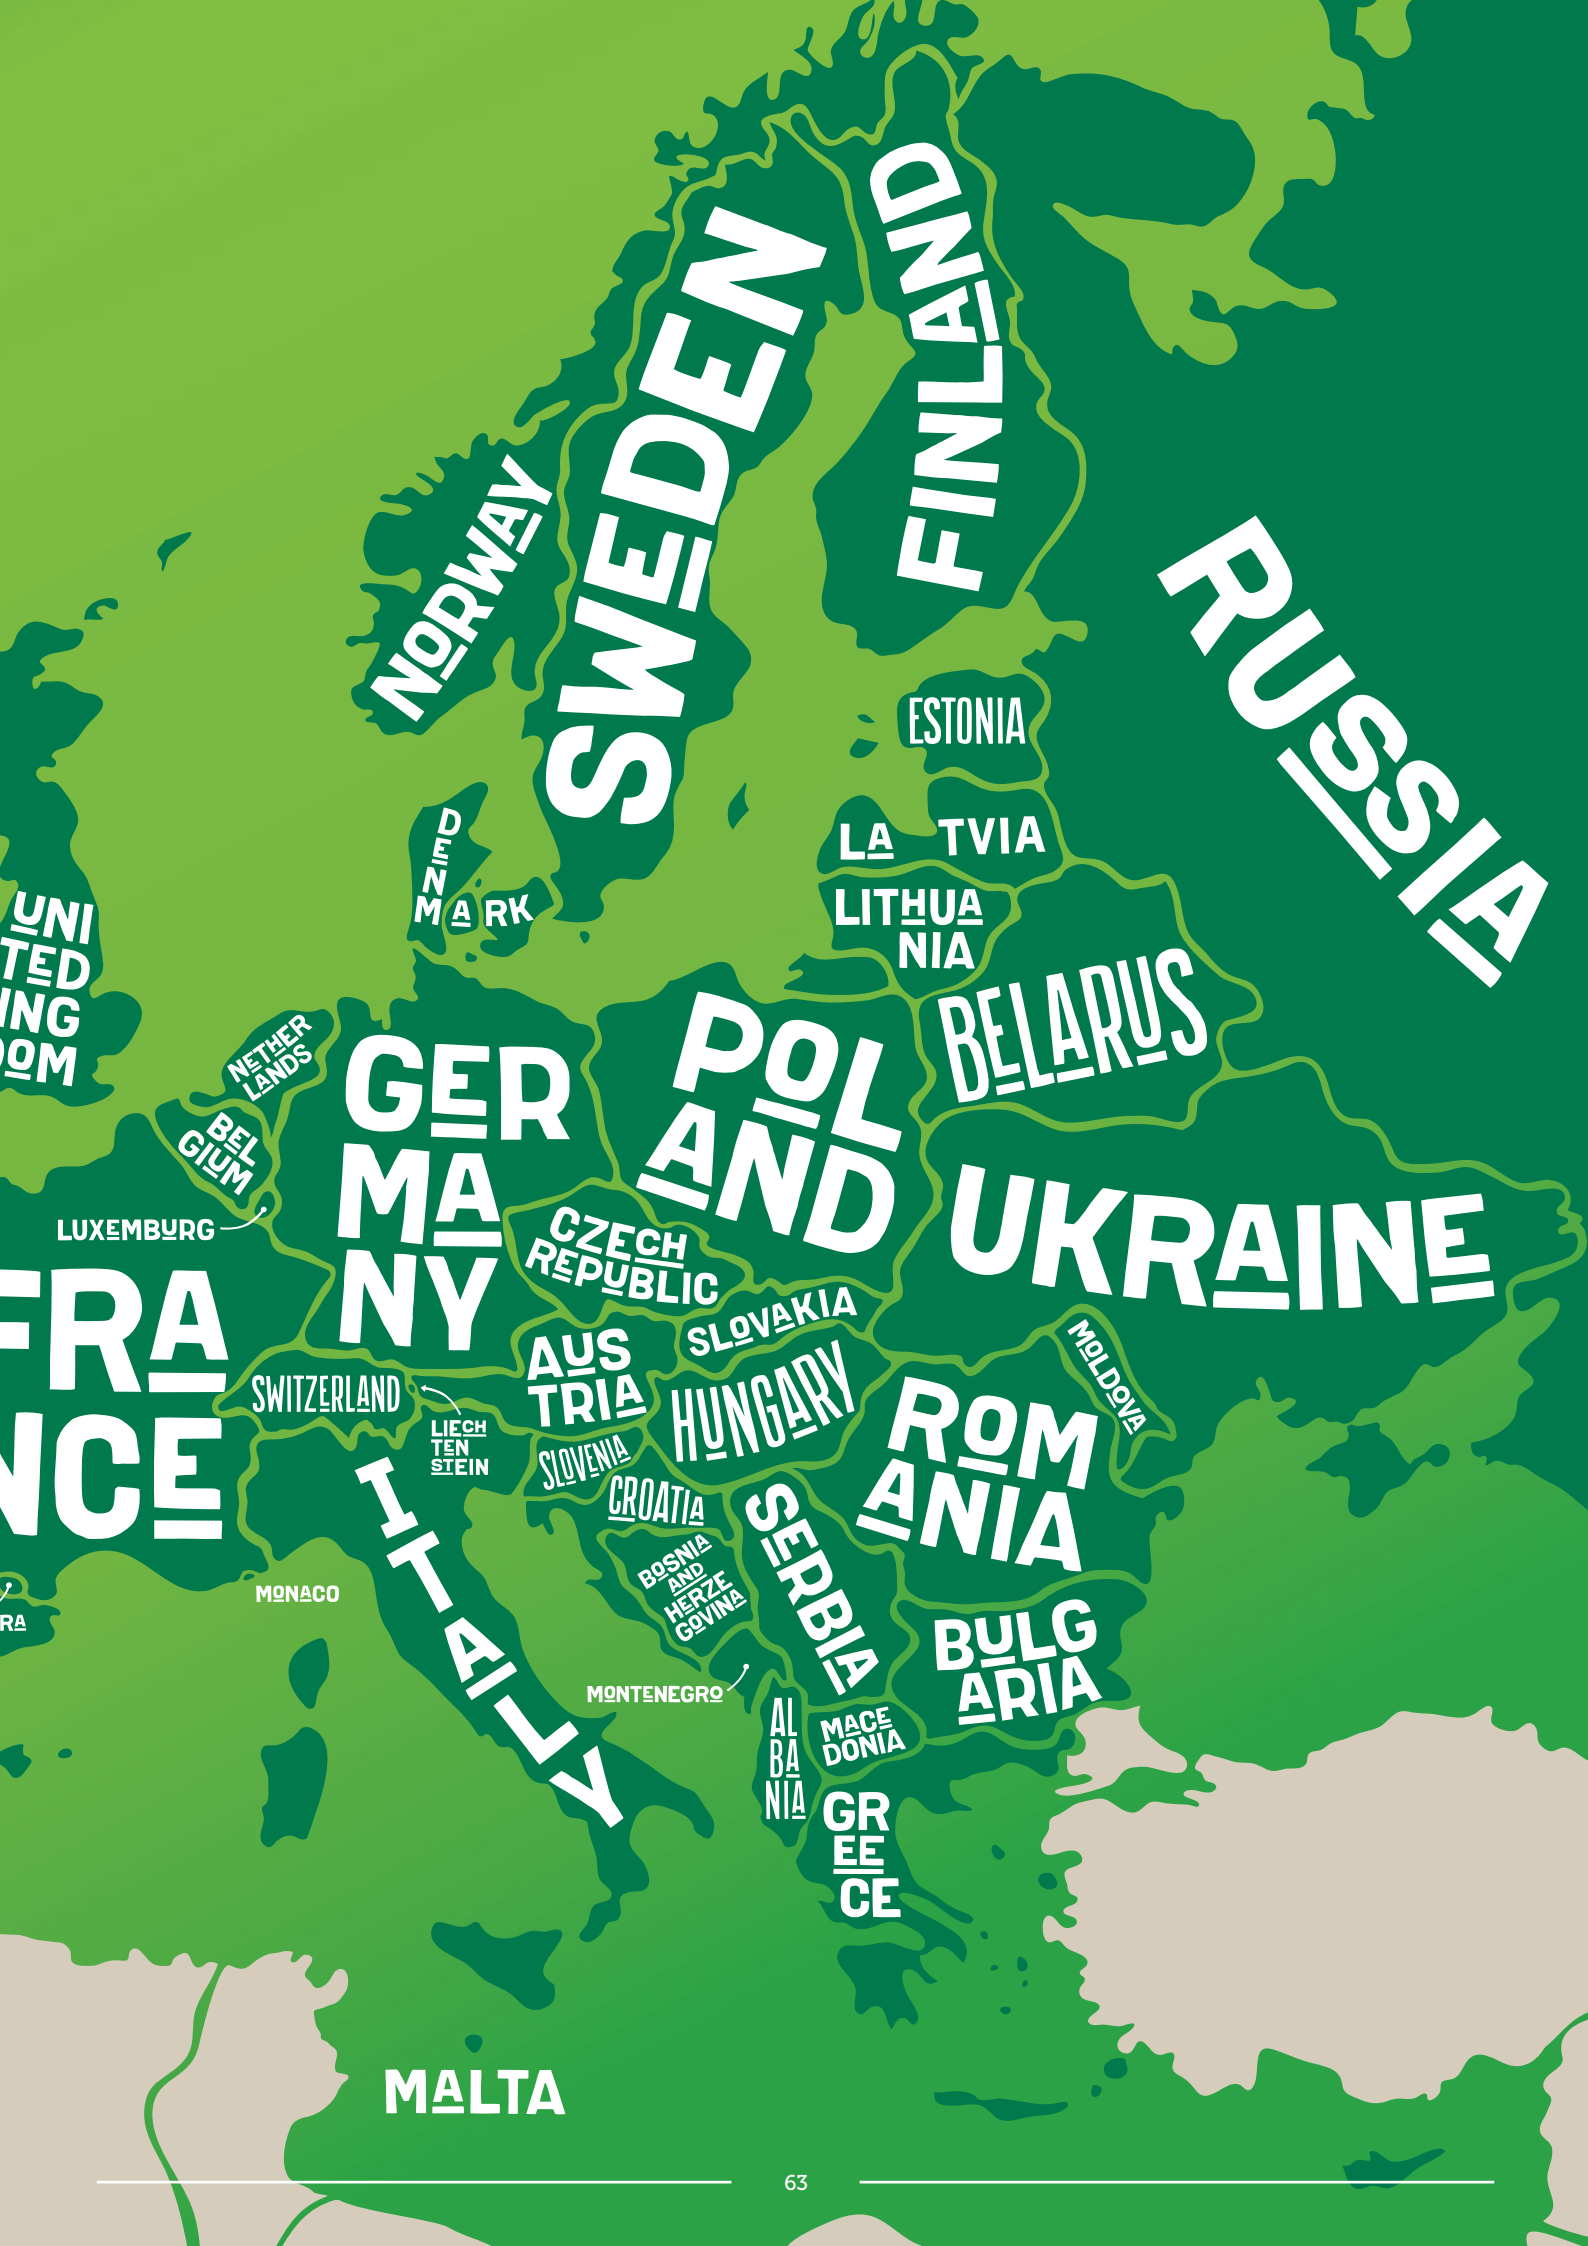 FINLAND
SWEDEN
NORWAY
RUSSIA
ESTONIA
LA TVIA
LITHUA
NIA
D
E
N
M A RK
UNI
TED
ING
DOM
BELARUS
POL
AND
NETHER
LANDS
GER
MA
NY
BEL
GIUM
LUXEMBURG
UKRAINE
CZECH
REPUBLIC
SLOVAKIA
FRA
NCE
SWITZERLAND
LIECH
TEN
STEIN
AUS
TRIA
HUNGARY
MOLDOVA
ROM
ANIA
SLOVENIA
CROATIA
ITALY
BOSNIA
AND
HERZE
GOVINA
SERBIA
MONACO
RA
BULG
ARIA
MONTENEGRO
AL
BA
NIA
MACE
DONIA
GR
EE
CE
MALTA
63